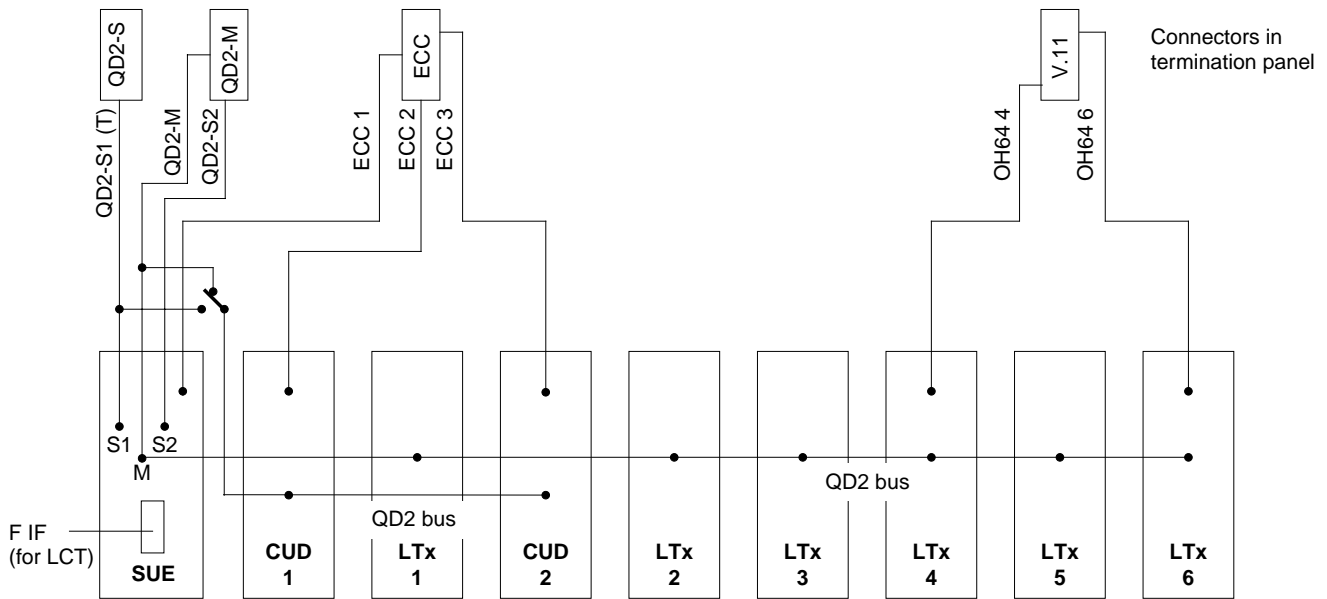 QD2-S
QD2-M
ECC
V.11
Connectors in
termination panel
QD2-S1 (T)
QD2-M
QD2-S2
ECC 1
ECC 2
ECC 3
OH64 4
OH64 6
S1
S2
M
QD2 bus
QD2 bus
F IF
(for LCT)
SUE
CUD
1
LTx
1
CUD
2
LTx
2
LTx
3
LTx
4
LTx
5
LTx
6